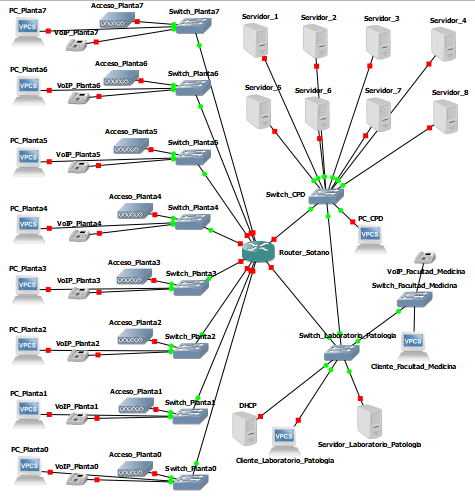 PC_Planta7
Acceso_Planta7
Switch_Planta7
VoIP_Planta7
VPCS
Servidor_1
Servidor_2
Servidor_3
Servidor_4
PC_Planta6
Acceso_Planta6
Switch_Planta6
VoIP_Planta6
VPCS
Servidor_5
Servidor_6
Servidor_7
Servidor_8
PC_Planta5
Acceso_Planta5
Switch_Planta5
VoIP_Planta5
VPCS
PC_Planta4
Acceso_Planta4
Switch_Planta4
VoIP_Planta4
VPCS
Switch_CPD
PC_CPD
VPCS
Router_Sotano
PC_Planta3
Acceso_Planta3
Switch_Planta3
VoIP_Planta3
VPCS
VoIP_Facultad_Medicina
Switch_Facultad_Medicina
PC_Planta2
Acceso_Planta2
Switch_Planta2
VoIP_Planta2
VPCS
Switch_Laboratorio_Patologia
VPCS
Cliente_Facultad_Medicina
PC_Planta1
Acceso_Planta1
Switch_Planta1
VoIP_Planta1
VPCS
DHCP
VPCS
Servidor_Laboratorio_Patologia
Cliente_Laboratorio_Patologia
PC_Planta0
Acceso_Planta0
Switch_Planta0
VoIP_Planta0
VPCS